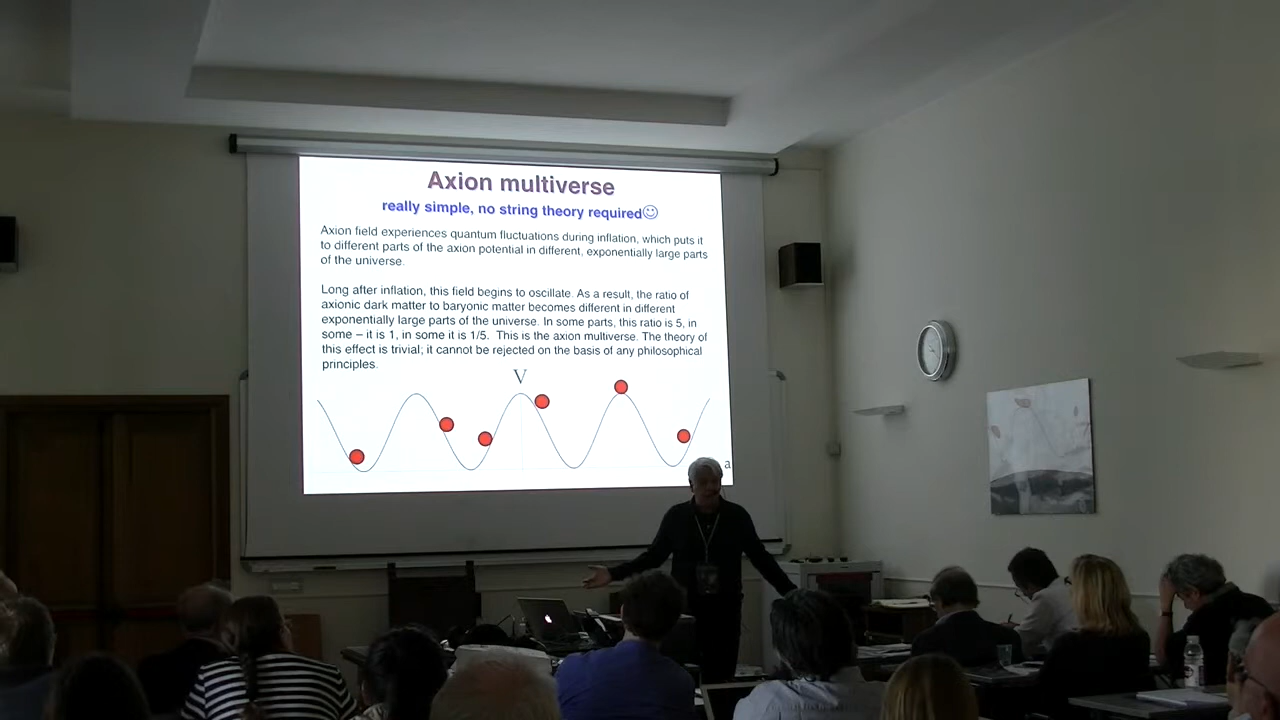 Axion multiverse
really simple, no string theory required☺
Axion field experiences quantum fluctuations during inflation, which puts it
to different parts of the axion potential in different, exponentially large parts
of the universe.
Long after inflation, this field begins to oscillate. As a result, the ratio of
axionic dark matter to baryonic matter becomes different in different
exponentially large parts of the universe. In some parts, this ratio is 5, in
some – it is 1, in some it is 1/5. This is the axion multiverse. The theory of
this effect is trivial; it cannot be rejected on the basis of any philosophical
principles.
V
a